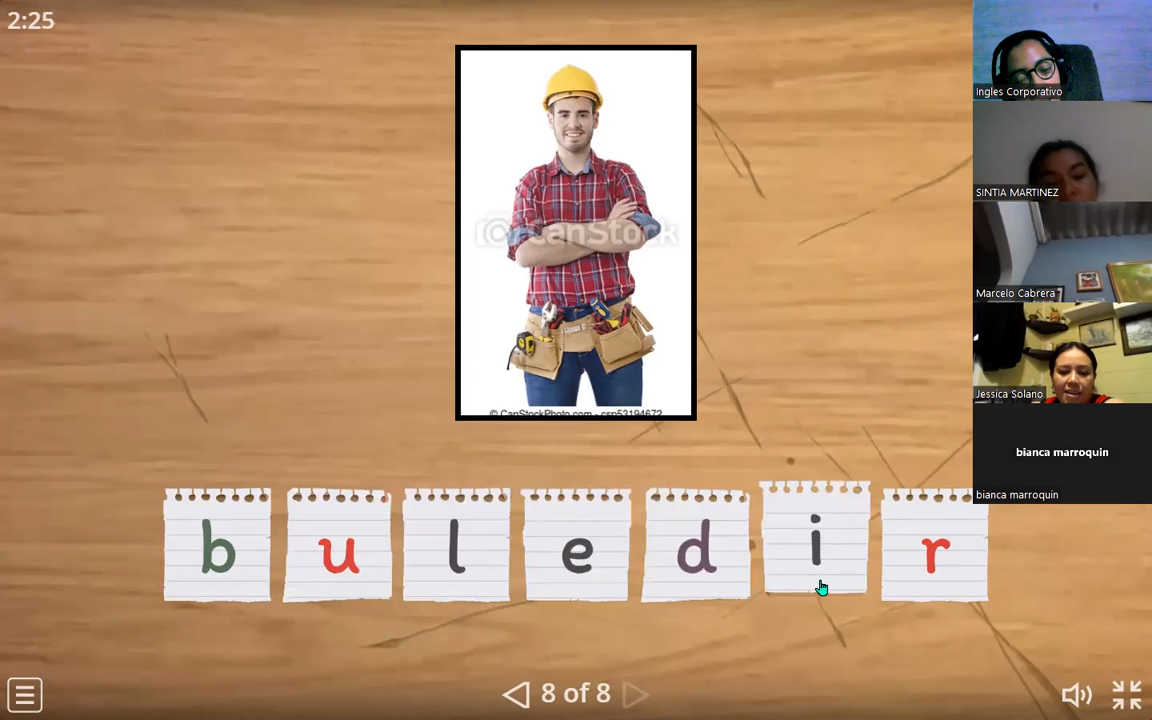 2:25
Ingles Corporativo
SINTIA MARTINEZ
Marcelo Cabrera
Jessica Solano
bianca marroquin
bianca marroquin
CanStock
© CanStockPhoto.com - csp53194672
b u l e d i r
8 of 8